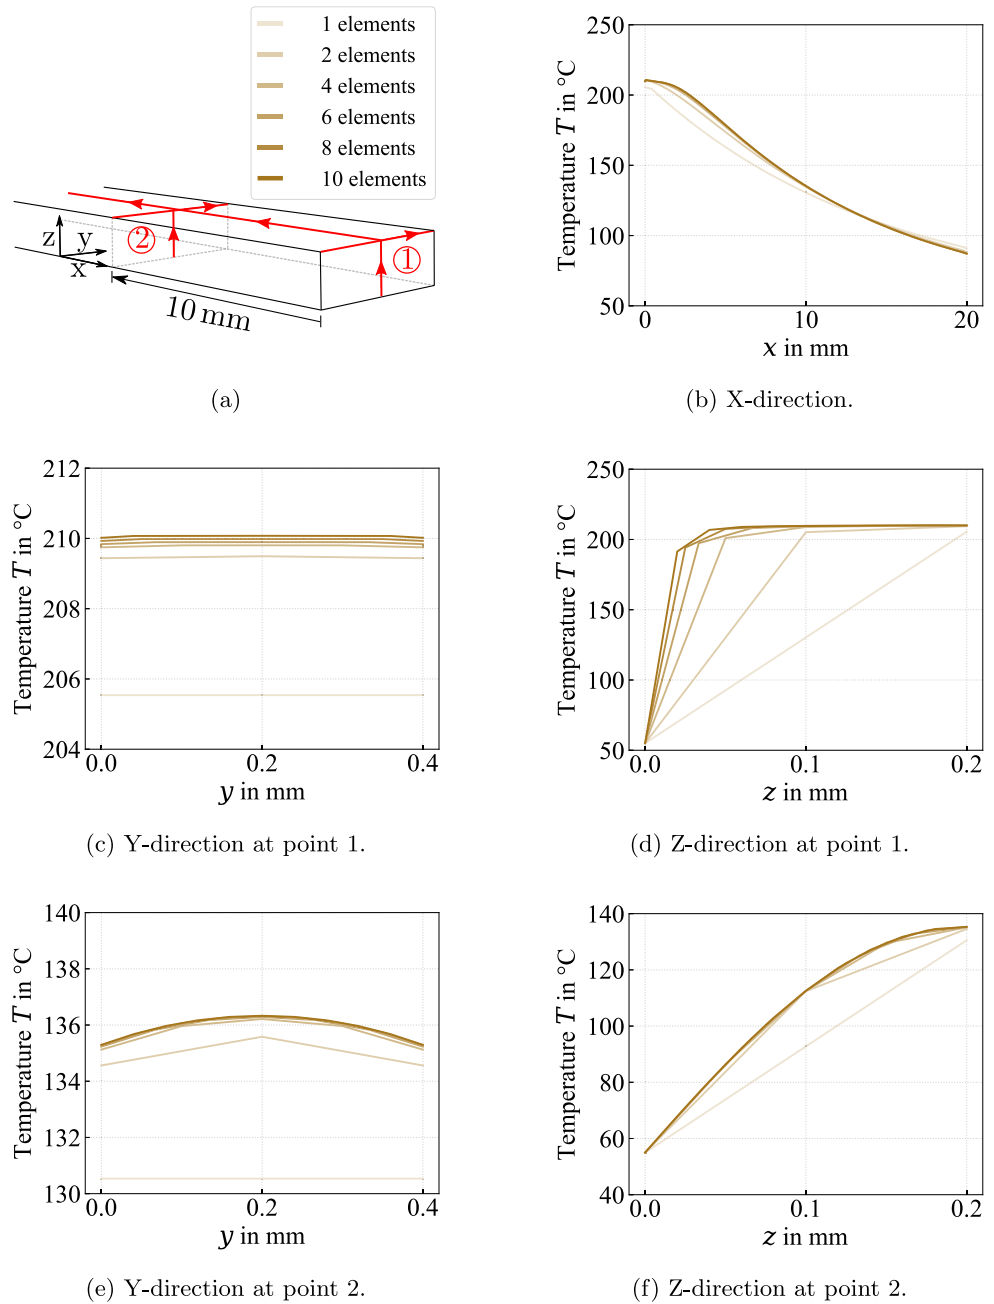 1 elements
2 elements
4 elements
6 elements
8 elements
10 elements
z
y
x
②
①
10 mm
(a)
250
200
150
100
50
0
10
20
Temperature T in °C
x in mm
(b) X-direction.
212
210
208
206
204
0.0
0.2
0.4
Temperature T in °C
y in mm
(c) Y-direction at point 1.
250
200
150
100
50
0.0
0.1
0.2
Temperature T in °C
z in mm
(d) Z-direction at point 1.
140
138
136
134
132
130
0.0
0.2
0.4
Temperature T in °C
y in mm
(e) Y-direction at point 2.
140
120
100
80
60
40
0.0
0.1
0.2
Temperature T in °C
z in mm
(f) Z-direction at point 2.